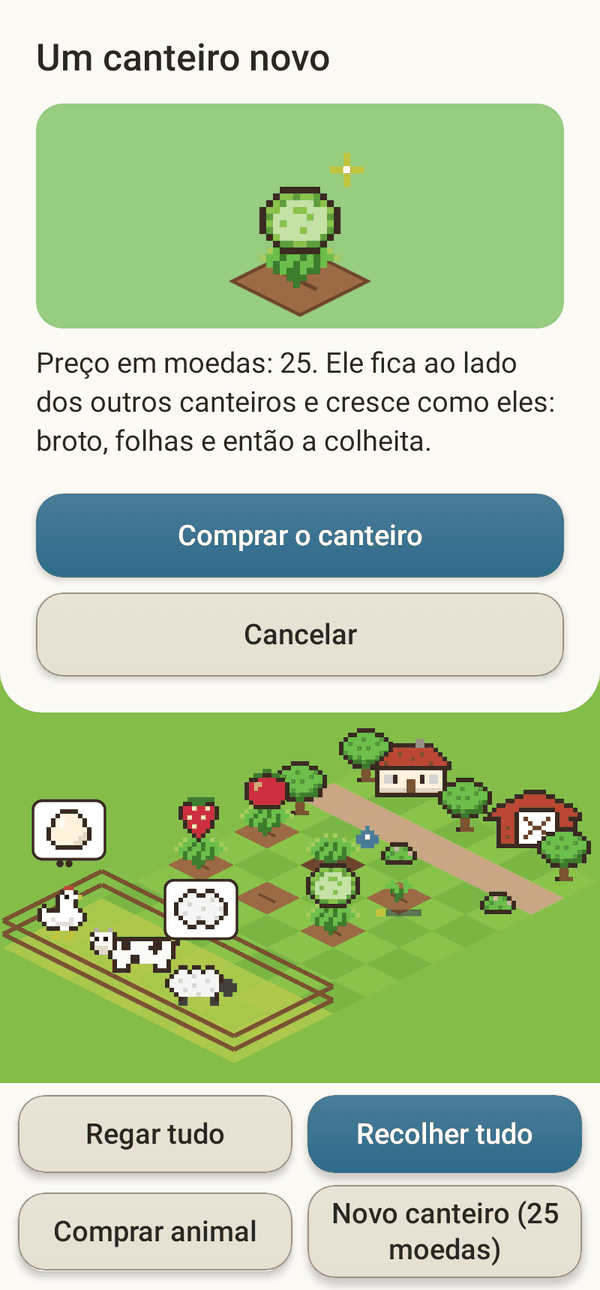 Um canteiro novo
Preço em moedas: 25. Ele fica ao lado
dos outros canteiros e cresce como eles:
broto, folhas e então a colheita.
Comprar o canteiro
Cancelar
Regar tudo
Recolher tudo
Comprar animal
Novo canteiro (25
moedas)